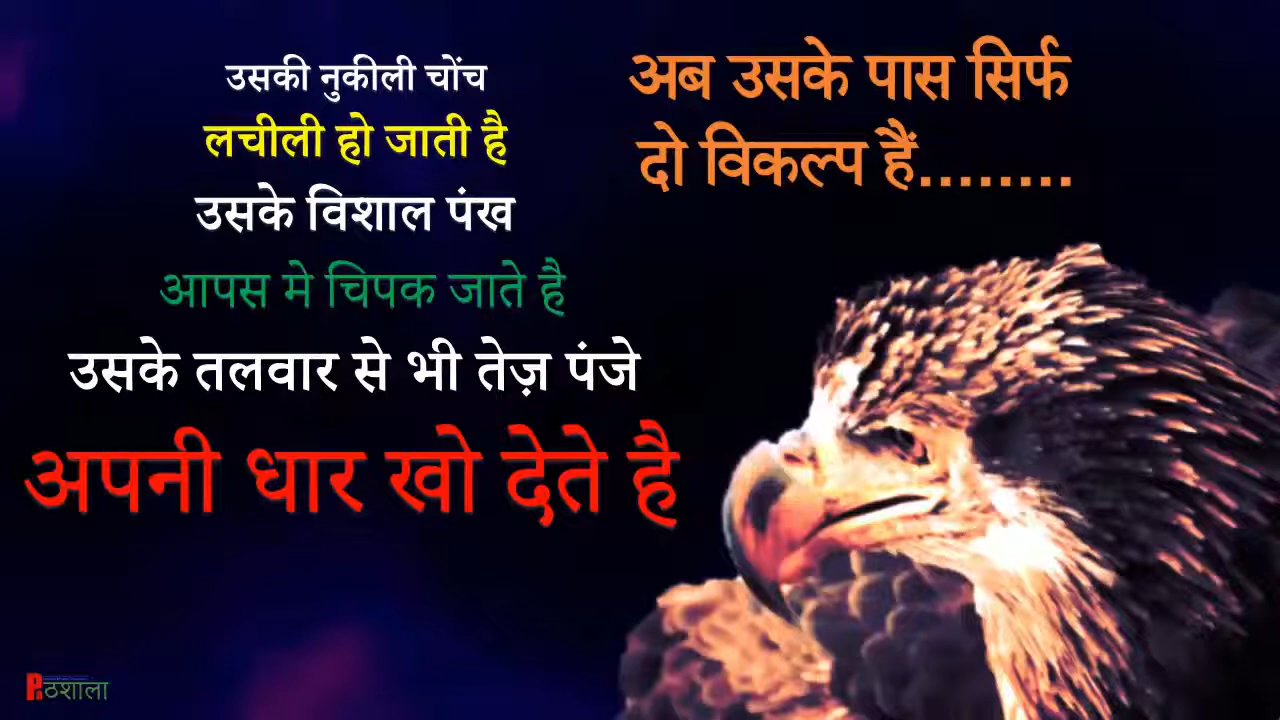 उसकी नुकीली चोंच
लचीली हो जाती है
उसके विशाल पंख
आपस मे चिपक जाते है
उसके तलवार से भी तेज़ पंजे
अपनी धार खो देते है
अब उसके पास सिर्फ
दो विकल्प हैं........
ठशाला